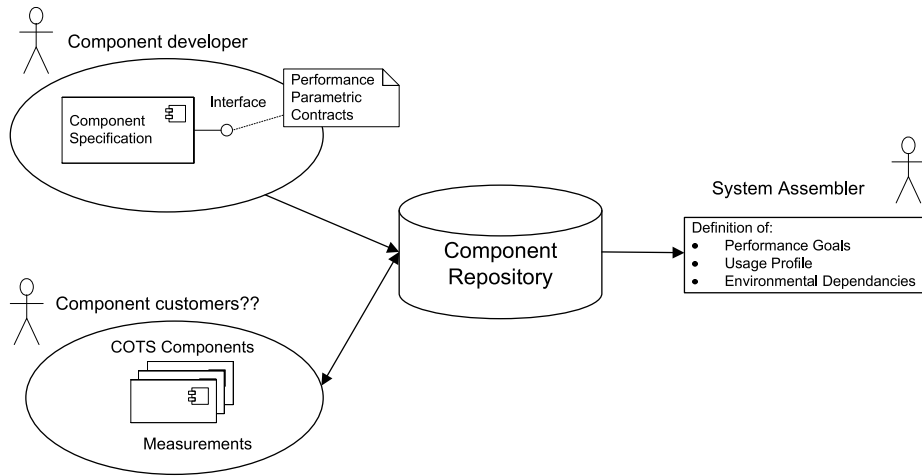 Component developer
Interface
Performance
Parametric
Contracts
Component
Specification
System Assembler
Definition of:
• Performance Goals
• Usage Profile
• Environmental Dependancies
Component
Repository
Component customers??
COTS Components
Measurements